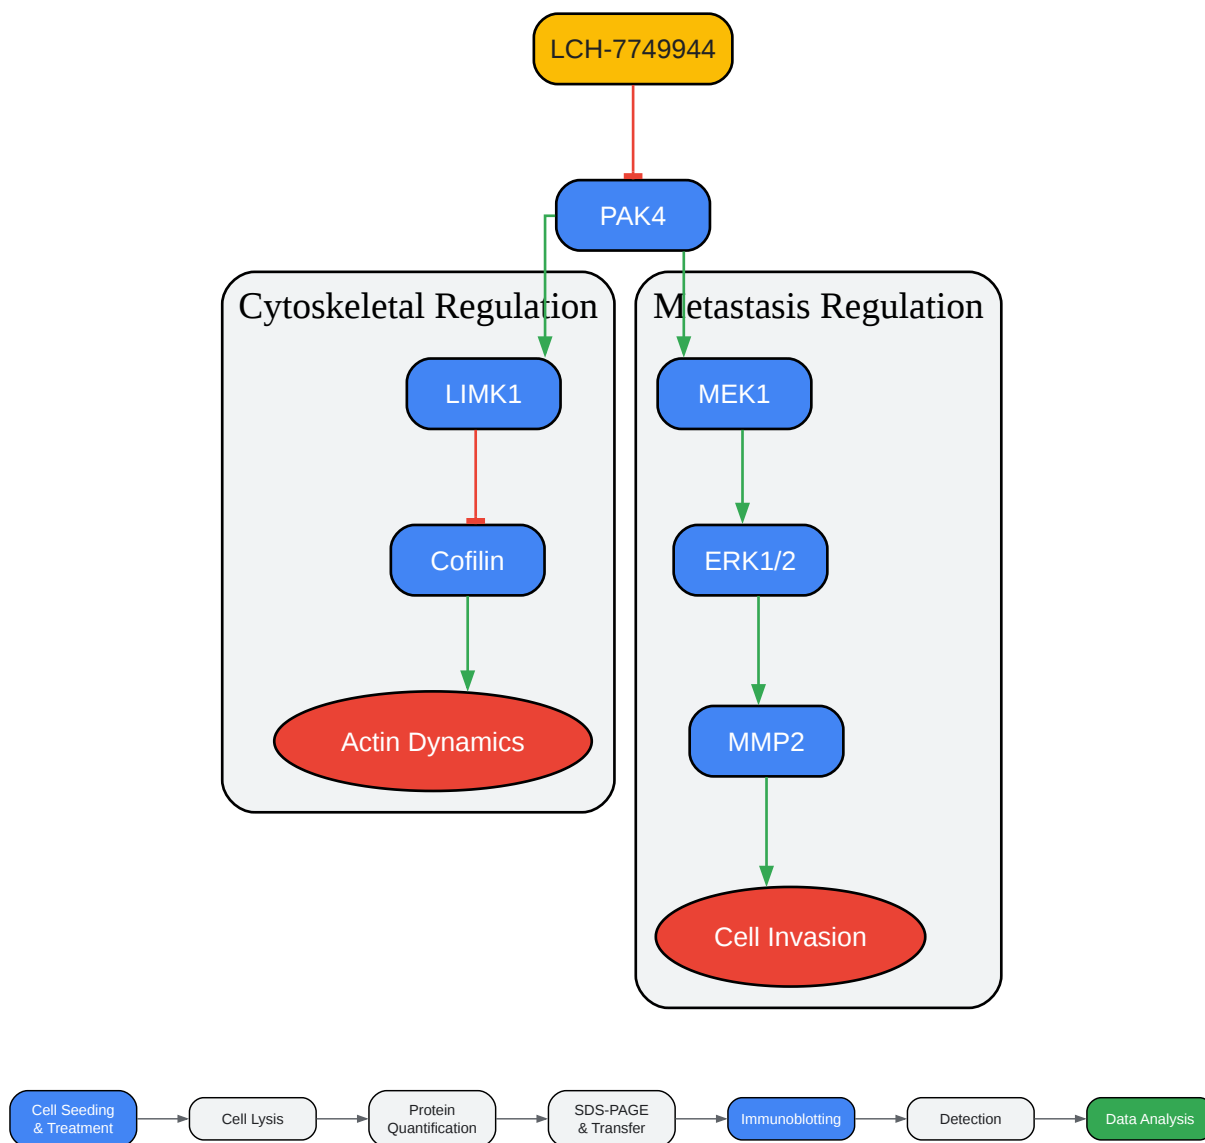 LCH-7749944
PAK4
Cytoskeletal Regulation
Metastasis Regulation
LIMK1
MEK1
Cofilin
ERK1/2
Actin Dynamics
MMP2
Cell Invasion
Cell Seeding
& Treatment
Cell Lysis
Protein
Quantification
SDS-PAGE
& Transfer
Immunoblotting
Detection
Data Analysis